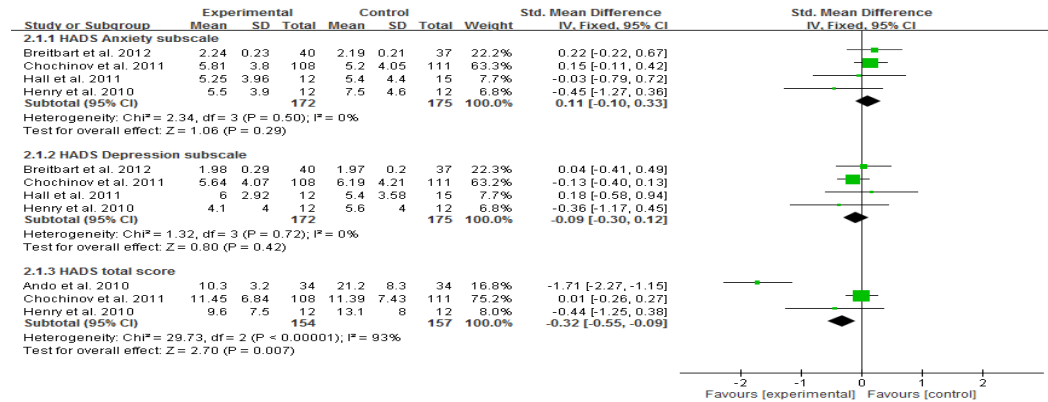 Experimental Control Std. Mean Difference Std. Mean Difference
Study or Subgroup Mean SD Total Mean SD Total Weight IV, Fixed, 95% CI IV, Fixed, 95% CI
2.1.1 HADS Anxiety subscale
Breitbart et al. 2012 2.24 0.23 40 2.19 0.21 37 22.2% 0.22 [-0.22, 0.67]
Chochinov et al. 2011 5.81 3.8 108 5.2 4.05 111 63.3% 0.15 [-0.11, 0.42]
Hall et al. 2011 5.25 3.96 12 5.4 4.4 15 7.7% -0.03 [-0.79, 0.72]
Henry et al. 2010 5.5 3.9 12 7.5 4.6 12 6.8% -0.45 [-1.27, 0.36]
Subtotal (95% CI) 172 175 100.0% 0.11 [-0.10, 0.33]
Heterogeneity: Chi² = 2.34, df = 3 (P = 0.50); I² = 0%
Test for overall effect: Z = 1.06 (P = 0.29)
2.1.2 HADS Depression subscale
Breitbart et al. 2012 1.98 0.29 40 1.97 0.2 37 22.3% 0.04 [-0.41, 0.49]
Chochinov et al. 2011 5.64 4.07 108 6.19 4.21 111 63.2% -0.13 [-0.40, 0.13]
Hall et al. 2011 6 2.92 12 5.4 3.58 15 7.7% 0.18 [-0.58, 0.94]
Henry et al. 2010 4.1 4 12 5.6 4 12 6.8% -0.36 [-1.17, 0.45]
Subtotal (95% CI) 172 175 100.0% -0.09 [-0.30, 0.12]
Heterogeneity: Chi² = 1.32, df = 3 (P = 0.72); I² = 0%
Test for overall effect: Z = 0.80 (P = 0.42)
2.1.3 HADS total score
Ando et al. 2010 10.3 3.2 34 21.2 8.3 34 16.8% -1.71 [-2.27, -1.15]
Chochinov et al. 2011 11.45 6.84 108 11.39 7.43 111 75.2% 0.01 [-0.26, 0.27]
Henry et al. 2010 9.6 7.5 12 13.1 8 12 8.0% -0.44 [-1.25, 0.38]
Subtotal (95% CI) 154 157 100.0% -0.32 [-0.55, -0.09]
Heterogeneity: Chi² = 29.73, df = 2 (P < 0.00001); I² = 93%
Test for overall effect: Z = 2.70 (P = 0.007)
-2 -1 0 1 2
Favours [experimental] Favours [control]